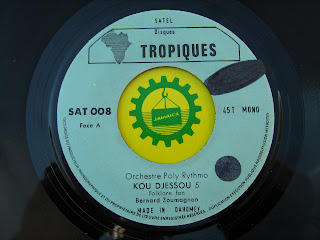 SATEL
Disques
TROPIQUES
SAT 008
45T MONO
Face A
JAMAICA
Orchestre Poly Rythmo
KOU DJESSOU 5
Folklore fon
Bernard Zoumagnon
MADE IN DAHOMEY